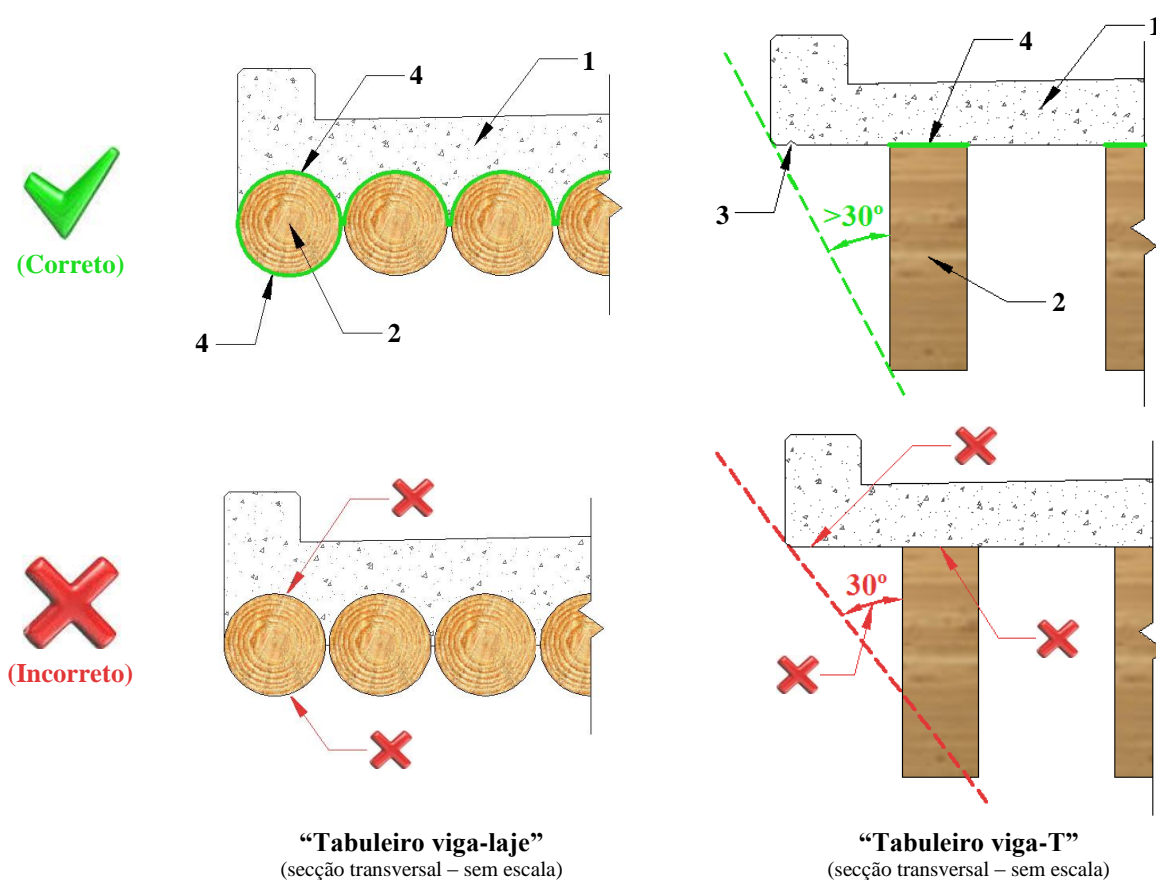 4
1
4
1
(Correto)
3
>30º
2
4
2
(Incorreto)
30º
“Tabuleiro viga-laje”
(secção transversal – sem escala)
“Tabuleiro viga-T”
(secção transversal – sem escala)